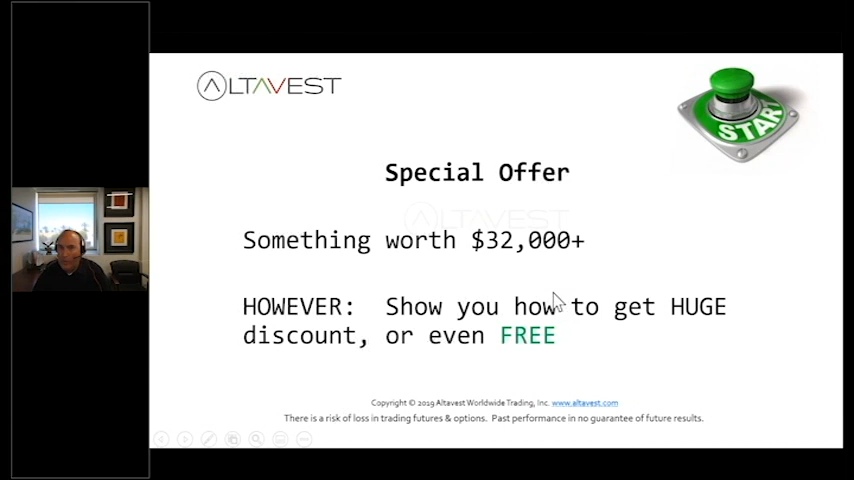 ALTAVEST
START
Special Offer
ALTAVEST
Something worth $32,000+
HOWEVER: Show you how to get HUGE
discount, or even FREE
Copyright © 2019 Altavest Worldwide Trading, Inc. www.altavest.com
There is a risk of loss in trading futures & options. Past performance in no guarantee of future results.